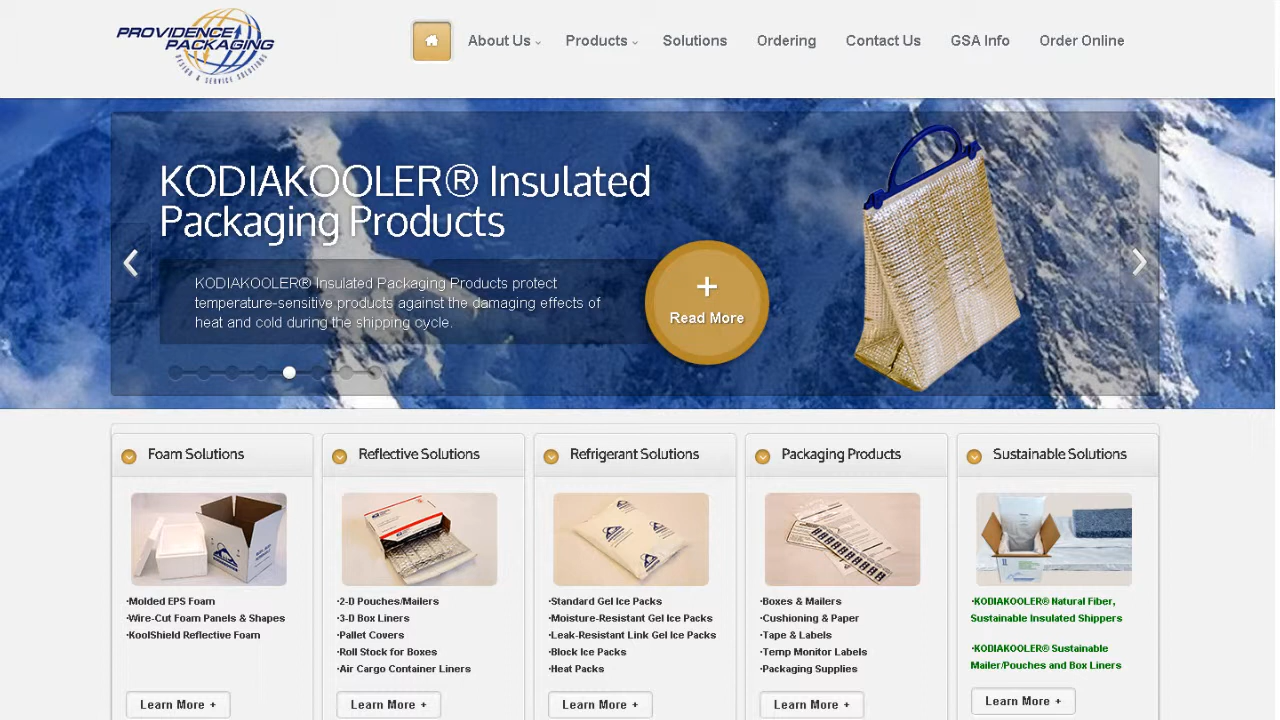 PROVIDENCE
PACKAGING
DESIGN & SERVICE SOLUTIONS
About Us
Products
Solutions
Ordering
Contact Us
GSA Info
Order Online
KODIAKOOLER® Insulated
Packaging Products
KODIAKOOLER® Insulated Packaging Products protect
temperature-sensitive products against the damaging effects of
heat and cold during the shipping cycle.
+
Read More
Foam Solutions
•Molded EPS Foam
•Wire-Cut Foam Panels & Shapes
•KoolShield Reflective Foam
Learn More +
Reflective Solutions
•2-D Pouches/Mailers
•3-D Box Liners
•Pallet Covers
•Roll Stock for Boxes
•Air Cargo Container Liners
Learn More +
Refrigerant Solutions
•Standard Gel Ice Packs
•Moisture-Resistant Gel Ice Packs
•Leak-Resistant Link Gel Ice Packs
•Block Ice Packs
•Heat Packs
Learn More +
Packaging Products
•Boxes & Mailers
•Cushioning & Paper
•Tape & Labels
•Temp Monitor Labels
•Packaging Supplies
Learn More +
Sustainable Solutions
•KODIAKOOLER® Natural Fiber,
Sustainable Insulated Shippers
•KODIAKOOLER® Sustainable
Mailer/Pouches and Box Liners
Learn More +